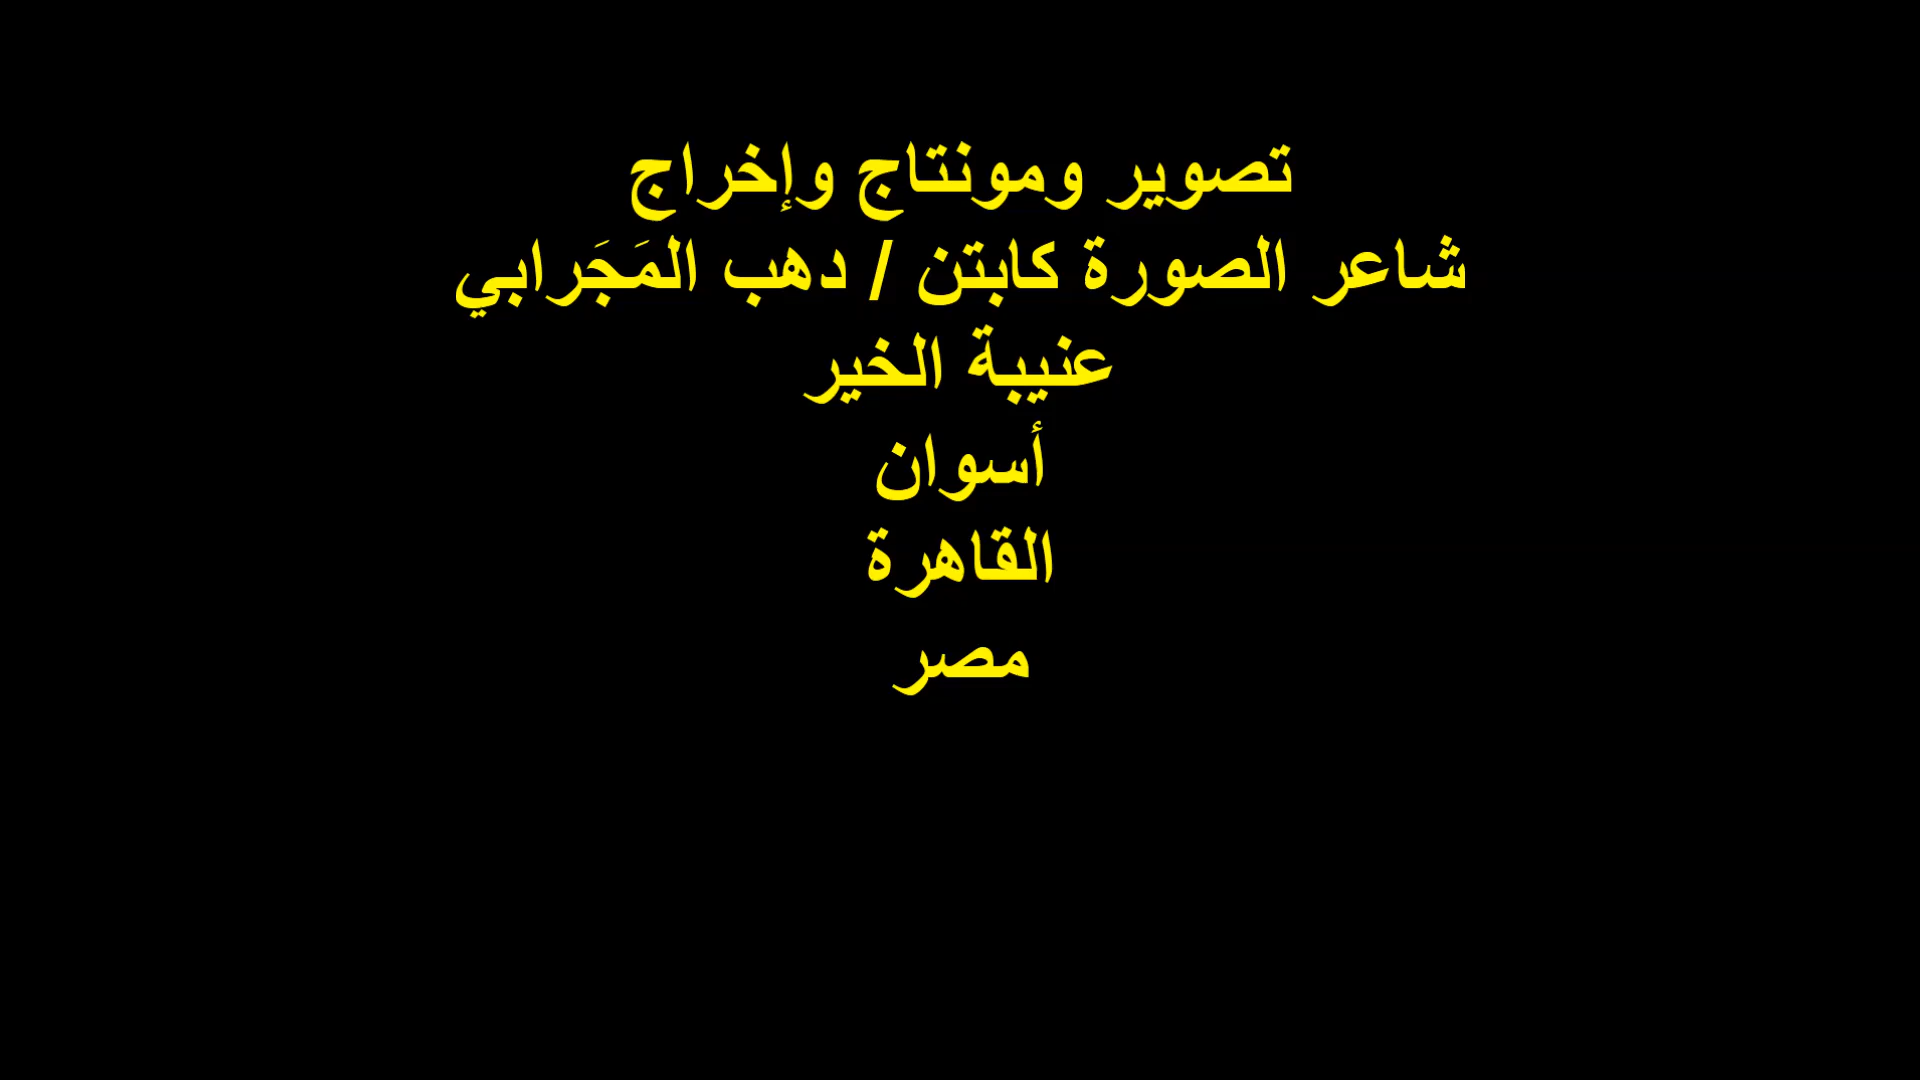 تصوير ومونتاج وإخراج
شاعر الصورة كابتن / دهب المَجَرابي
عنيبة الخير
أسوان
القاهرة
مصر